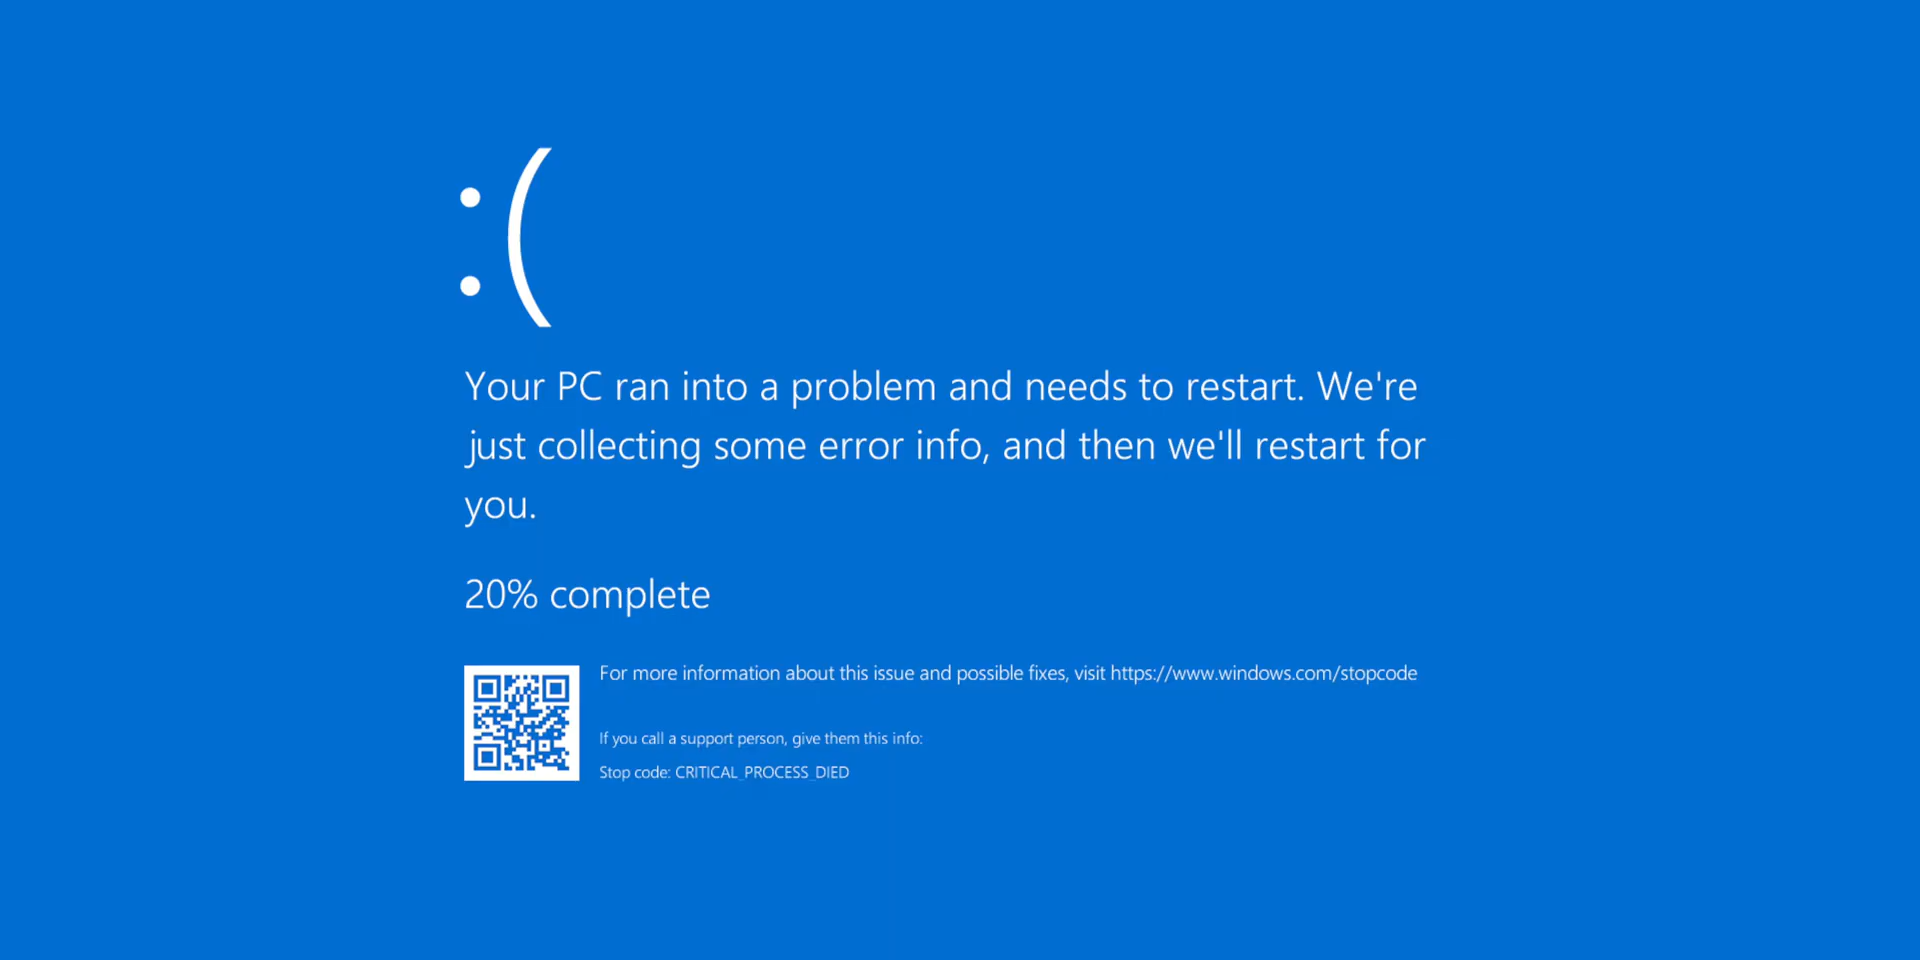 :(
Your PC ran into a problem and needs to restart. We're
just collecting some error info, and then we'll restart for
you.
20% complete
For more information about this issue and possible fixes, visit https://www.windows.com/stopcode
If you call a support person, give them this info:
Stop code: CRITICAL_PROCESS_DIED